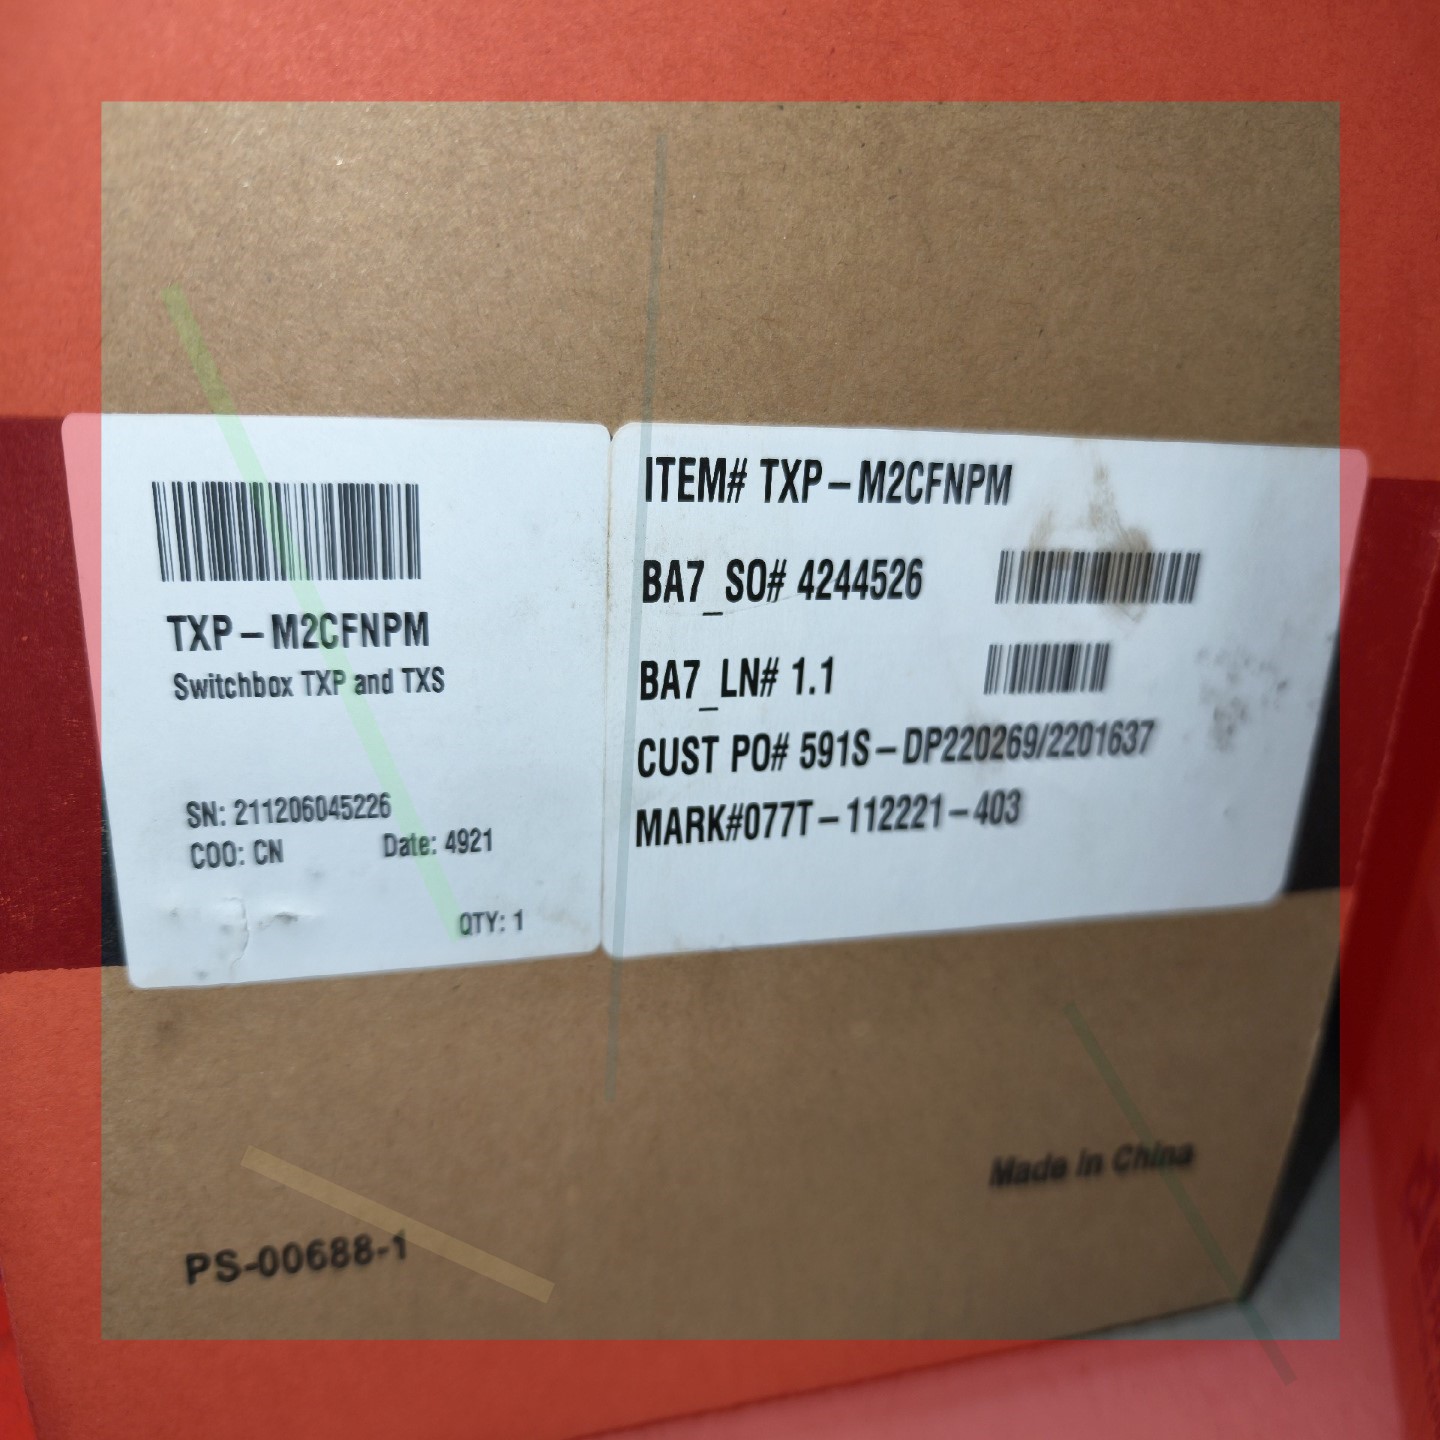 TXP-M2CFNPM
Switchbox TXP and TXS
SN: 211206045226
COO: CN Date: 4921
QTY: 1
ITEM# TXP-M2CFNPM
BA7_SO# 4244526
BA7_LN# 1.1
CUST PO# 591S-DP220269/2201637
MARK#077T-112221-403
Made in China
PS-00688-1